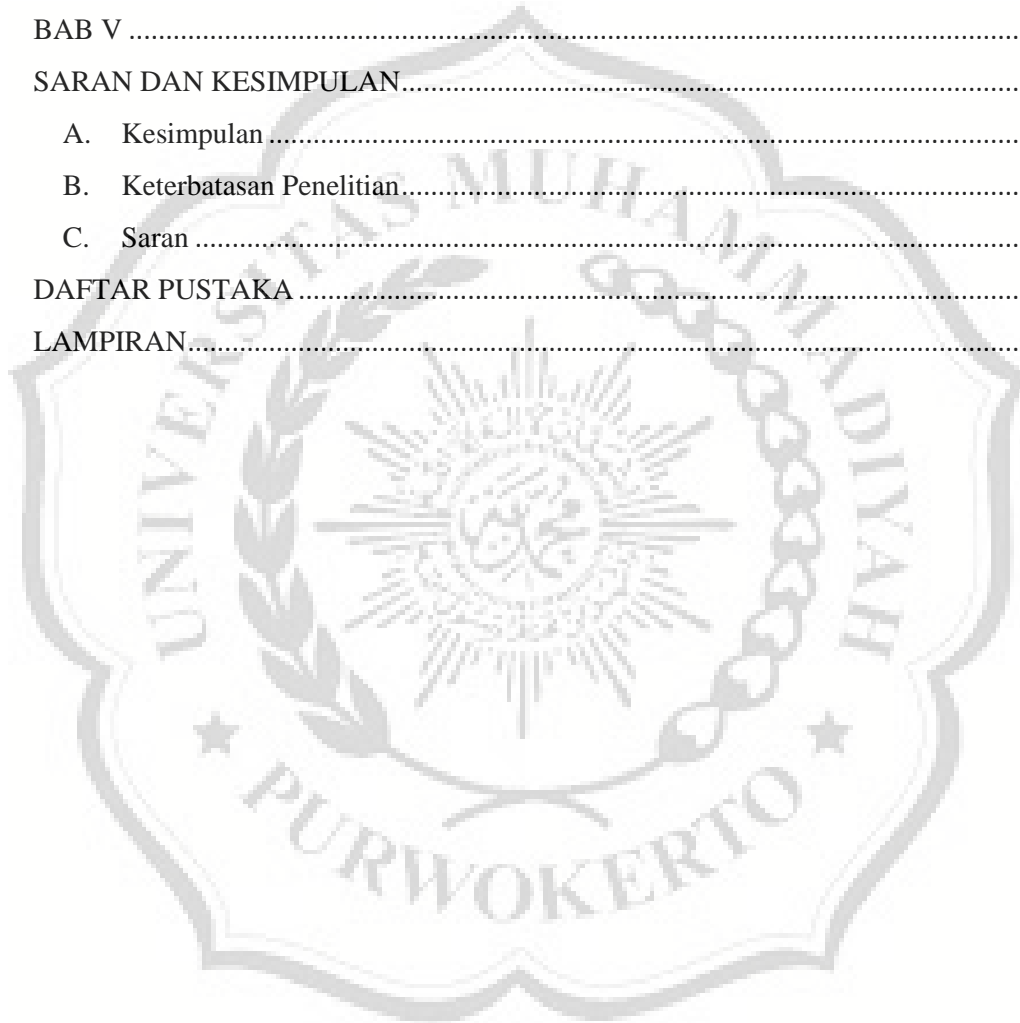 BAB V ........................................................................................................................
SARAN DAN KESIMPULAN....................................................................................
A. Kesimpulan .......................................................................................................
B. Keterbatasan Penelitian.....................................................................................
C. Saran .................................................................................................................
DAFTAR PUSTAKA ..................................................................................................
LAMPIRAN.................................................................................................................
UNIVERSITAS MUHAMMADIYAH
PURWOKERTO